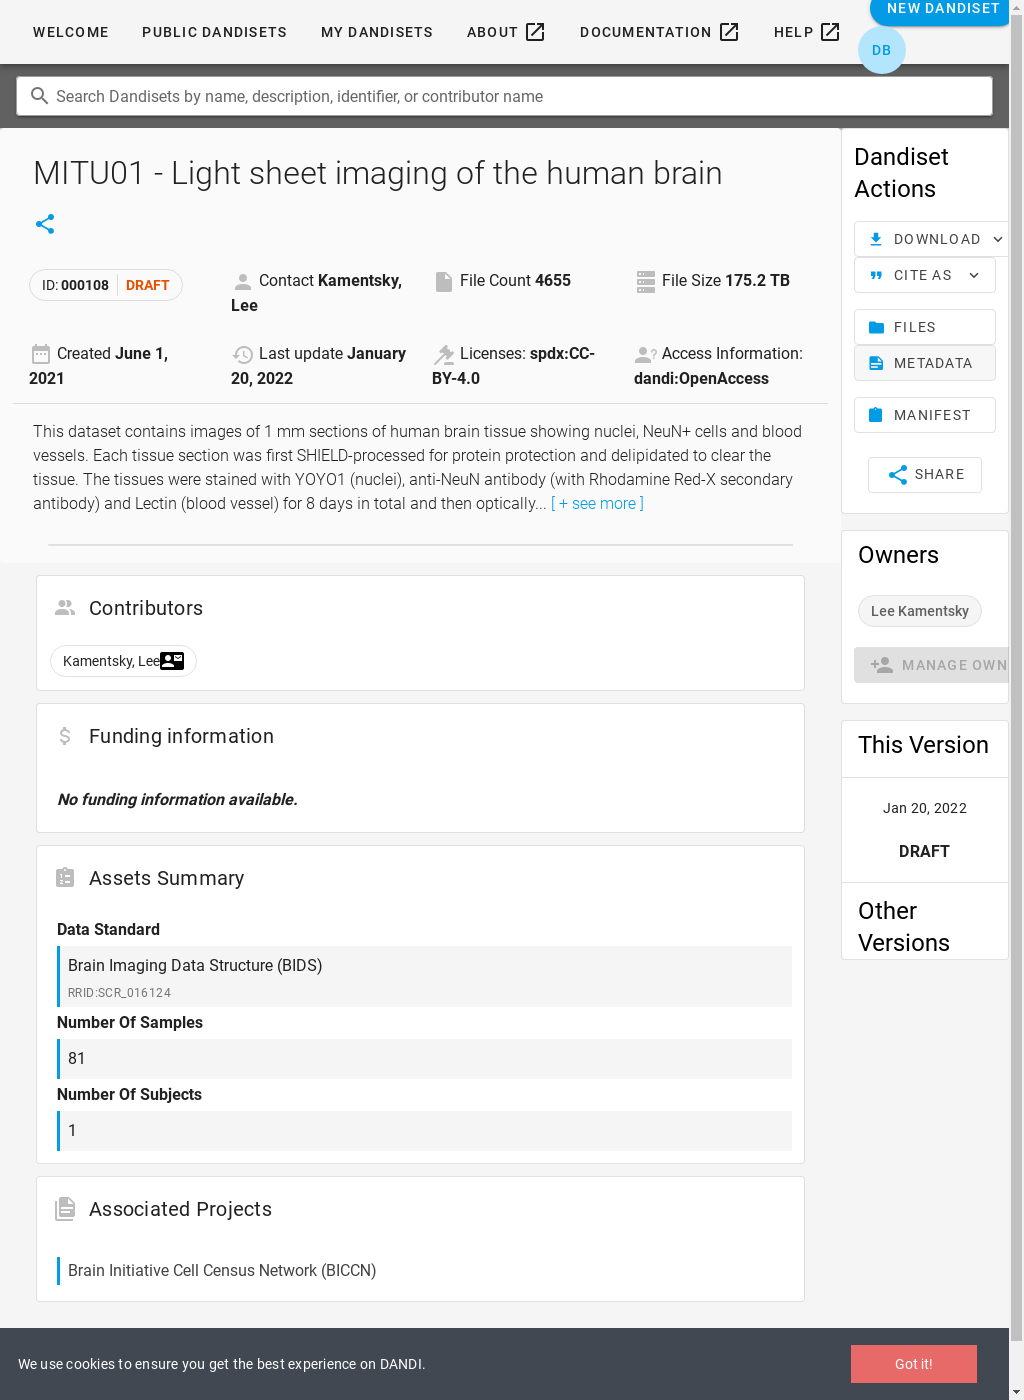 WELCOME
PUBLIC DANDISETS
MY DANDISETS
ABOUT
DOCUMENTATION
HELP
NEW DANDISET
DB
Search Dandisets by name, description, identifier, or contributor name
MITU01 - Light sheet imaging of the human brain
ID: 000108 DRAFT
Contact Kamentsky,
Lee
File Count 4655
File Size 175.2 TB
Created June 1,
2021
Last update January
20, 2022
Licenses: spdx:CC-
BY-4.0
Access Information:
dandi:OpenAccess
This dataset contains images of 1 mm sections of human brain tissue showing nuclei, NeuN+ cells and blood
vessels. Each tissue section was first SHIELD-processed for protein protection and delipidated to clear the
tissue. The tissues were stained with YOYO1 (nuclei), anti-NeuN antibody (with Rhodamine Red-X secondary
antibody) and Lectin (blood vessel) for 8 days in total and then optically... [ + see more ]
Contributors
Kamentsky, Lee
Funding information
No funding information available.
Assets Summary
Data Standard
Brain Imaging Data Structure (BIDS)
RRID:SCR_016124
Number Of Samples
81
Number Of Subjects
1
Associated Projects
Brain Initiative Cell Census Network (BICCN)
Dandiset
Actions
DOWNLOAD
CITE AS
FILES
METADATA
MANIFEST
SHARE
Owners
Lee Kamentsky
MANAGE OWN
This Version
Jan 20, 2022
DRAFT
Other
Versions
We use cookies to ensure you get the best experience on DANDI.
Got it!